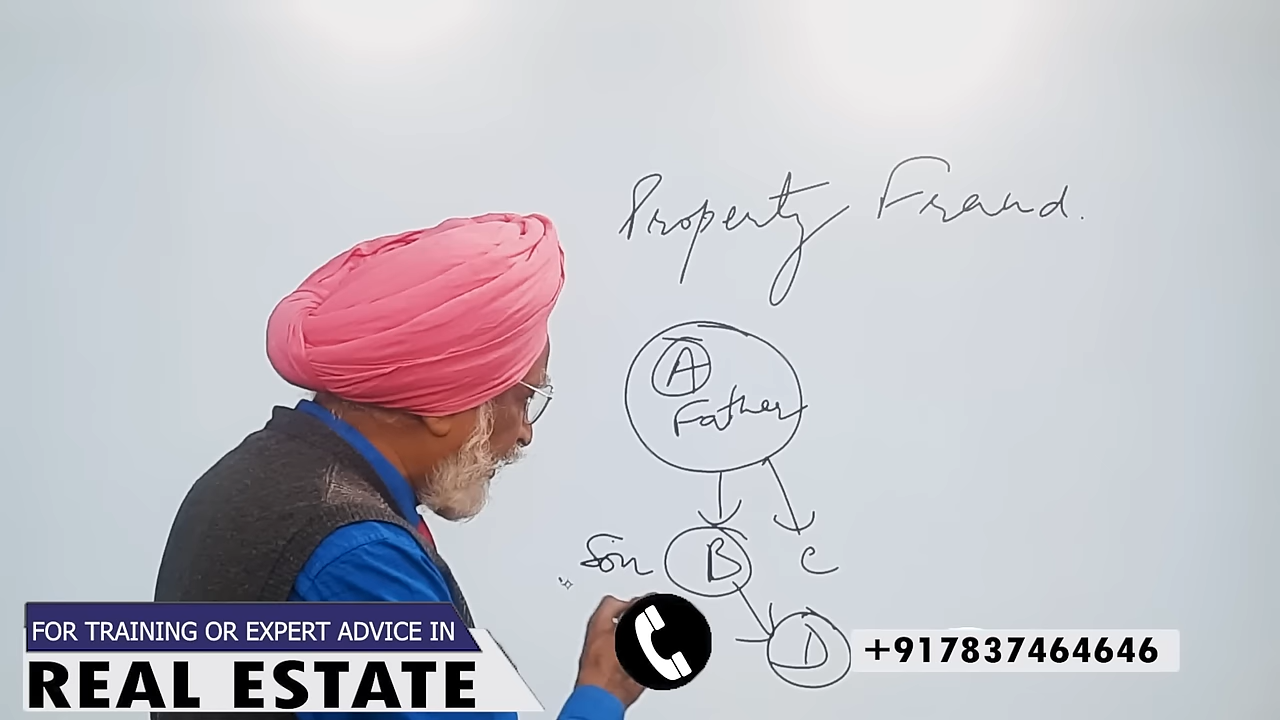 Property Fraud.
A
Father
Son B C
D
+917837464646
FOR TRAINING OR EXPERT ADVICE IN
REAL ESTATE